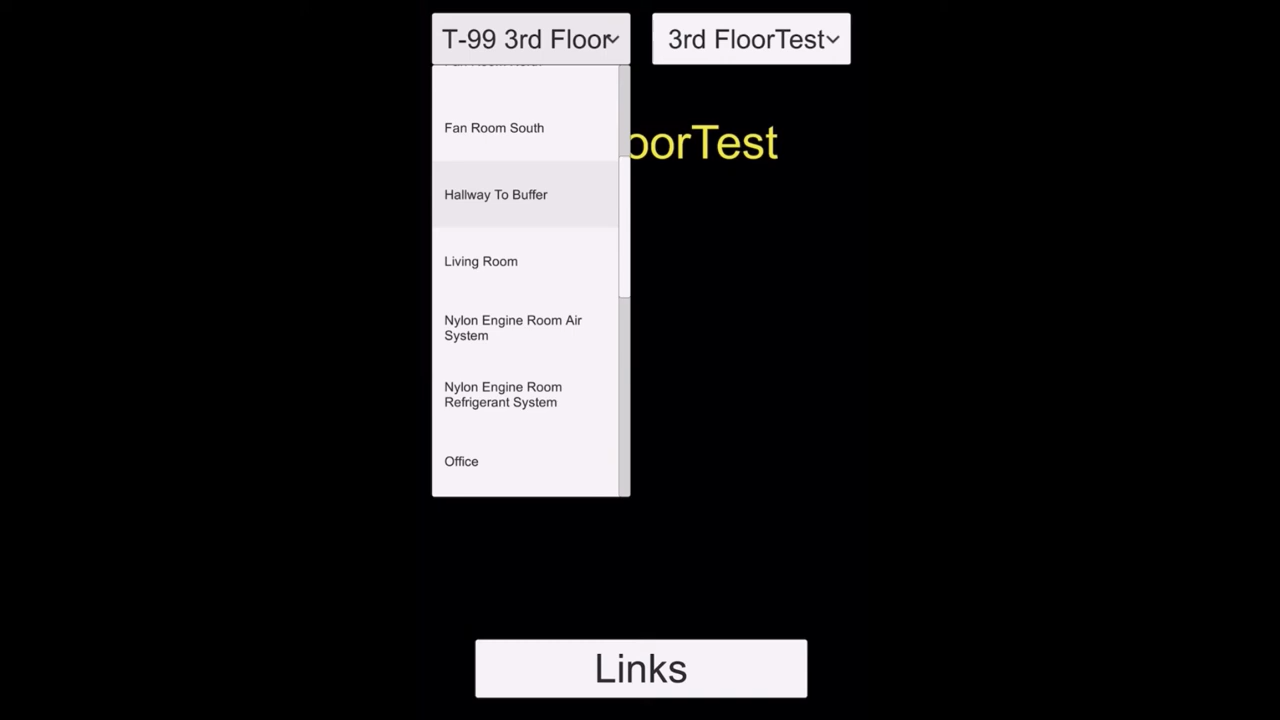 T-99 3rd Floor
3rd FloorTest
Fan Room South
oorTest
Hallway To Buffer
Living Room
Nylon Engine Room Air
System
Nylon Engine Room
Refrigerant System
Office
Links